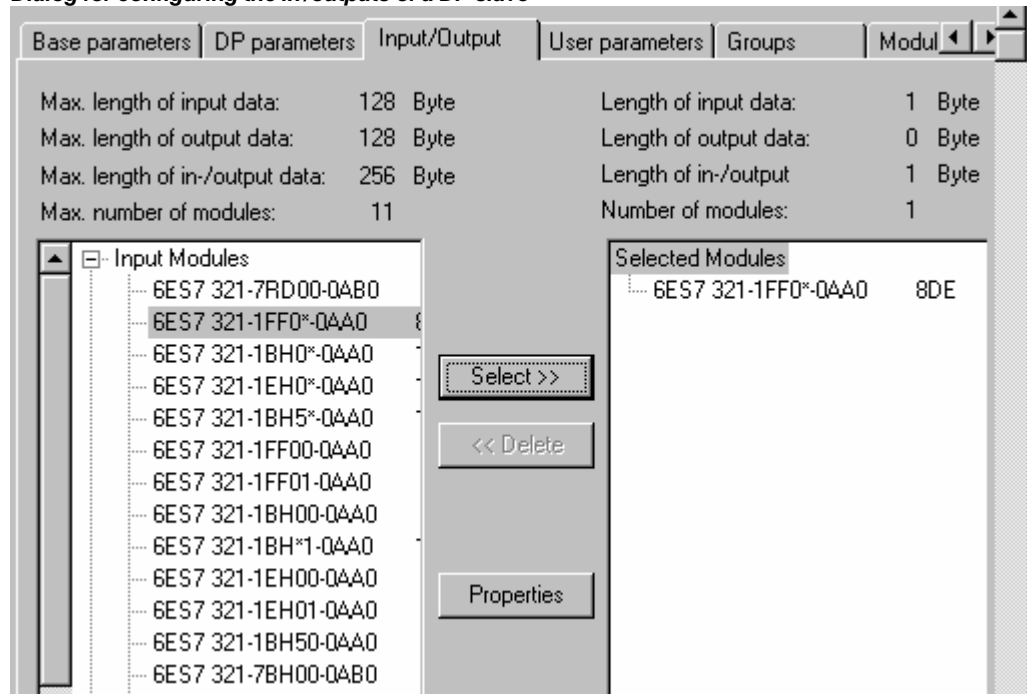 Dialog for configuring the in/outputs of a DP slave
Base parameters DP parameters Input/Output User parameters Groups Modul
Max. length of input data: 128 Byte
Max. length of output data: 128 Byte
Max. length of in-/output data: 256 Byte
Max. number of modules: 11
Length of input data: 1 Byte
Length of output data: 0 Byte
Length of in-/output 1 Byte
Number of modules: 1
Input Modules
6ES7 321-7RD00-0AB0
6ES7 321-1FF0*-0AA0
6ES7 321-1BH0*-0AA0
6ES7 321-1EH0*-0AA0
6ES7 321-1BH5*-0AA0
6ES7 321-1FF00-0AA0
6ES7 321-1FF01-0AA0
6ES7 321-1BH00-0AA0
6ES7 321-1BH*1-0AA0
6ES7 321-1EH00-0AA0
6ES7 321-1EH01-0AA0
6ES7 321-1BH50-0AA0
6ES7 321-7BH00-0AB0
Select >>
<< Delete
Properties
Selected Modules
6ES7 321-1FF0*-0AA0 8DE